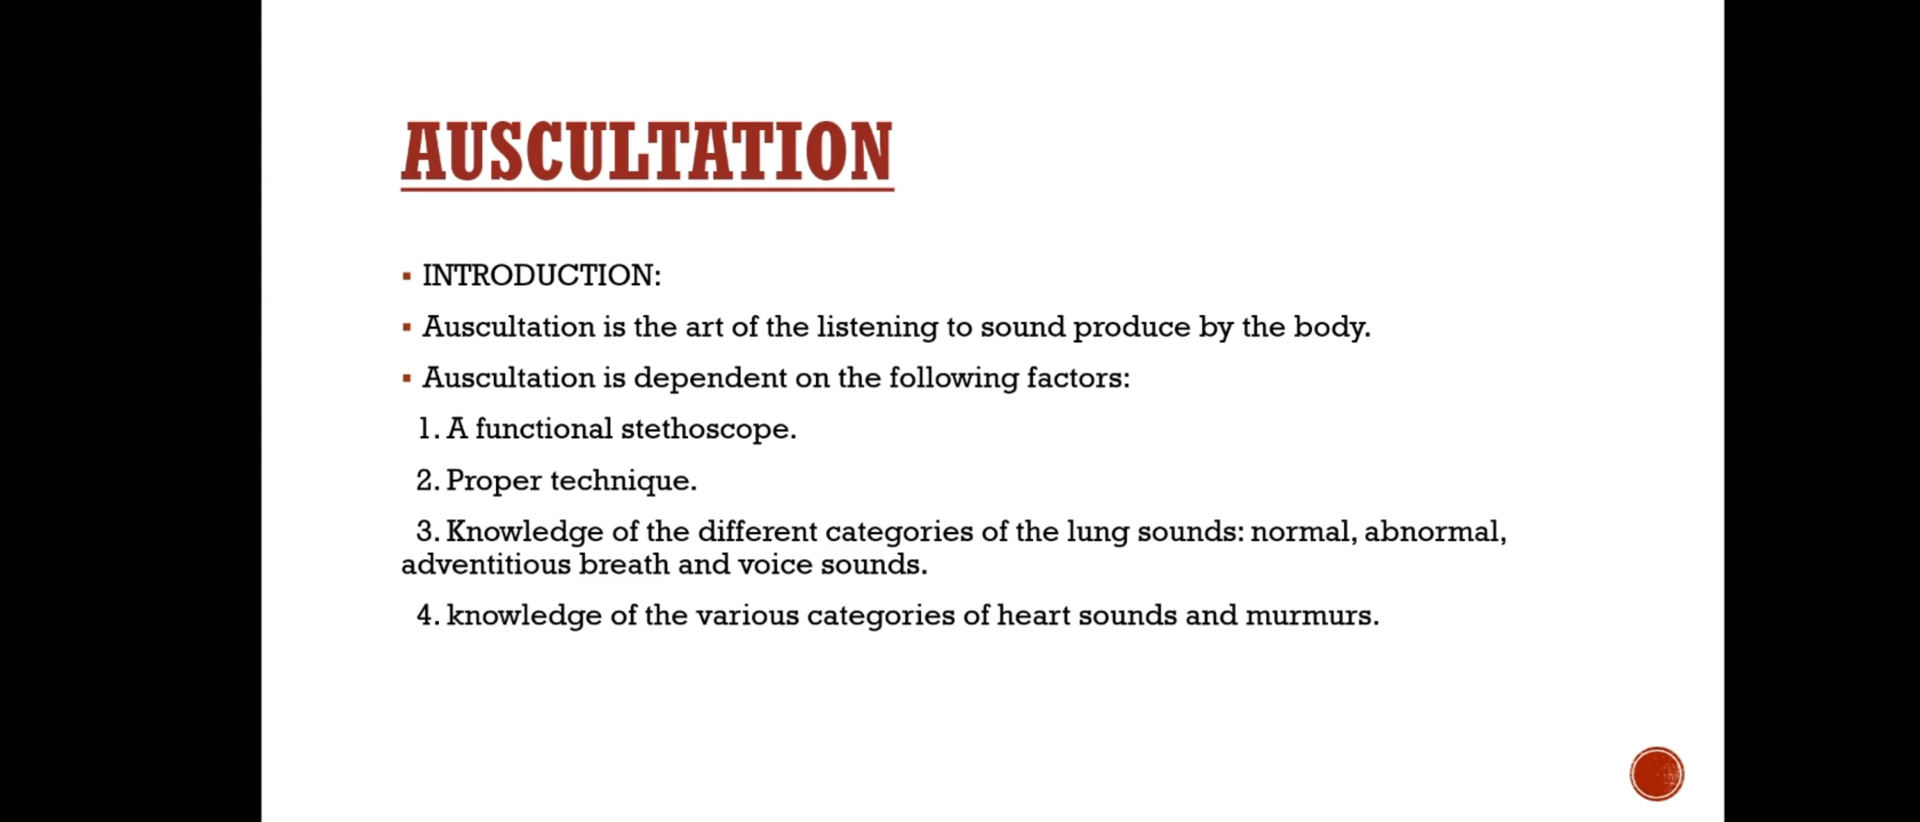 AUSCULTATION
▪ INTRODUCTION:
▪ Auscultation is the art of the listening to sound produce by the body.
▪ Auscultation is dependent on the following factors:
1. A functional stethoscope.
2. Proper technique.
3. Knowledge of the different categories of the lung sounds: normal, abnormal,
adventitious breath and voice sounds.
4. knowledge of the various categories of heart sounds and murmurs.